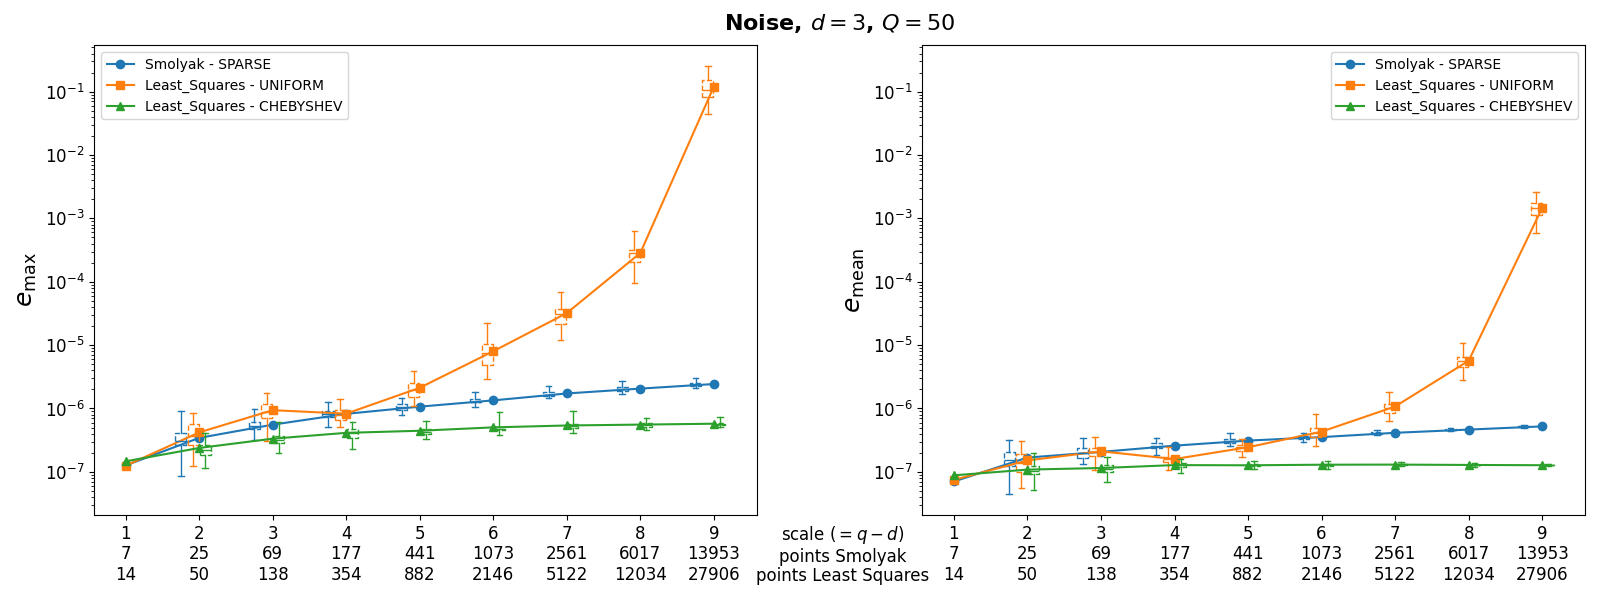 Noise, d = 3, Q = 50
Smolyak - SPARSE
Least_Squares - UNIFORM
Least_Squares - CHEBYSHEV
10⁻¹
10⁻²
10⁻³
10⁻⁴
10⁻⁵
10⁻⁶
10⁻⁷
e_max
1 2 3 4 5 6 7 8 9
7 25 69 177 441 1073 2561 6017 13953
14 50 138 354 882 2146 5122 12034 27906
scale (= q − d)
points Smolyak
points Least Squares
Smolyak - SPARSE
Least_Squares - UNIFORM
Least_Squares - CHEBYSHEV
10⁻¹
10⁻²
10⁻³
10⁻⁴
10⁻⁵
10⁻⁶
10⁻⁷
e_mean
1 2 3 4 5 6 7 8 9
7 25 69 177 441 1073 2561 6017 13953
14 50 138 354 882 2146 5122 12034 27906